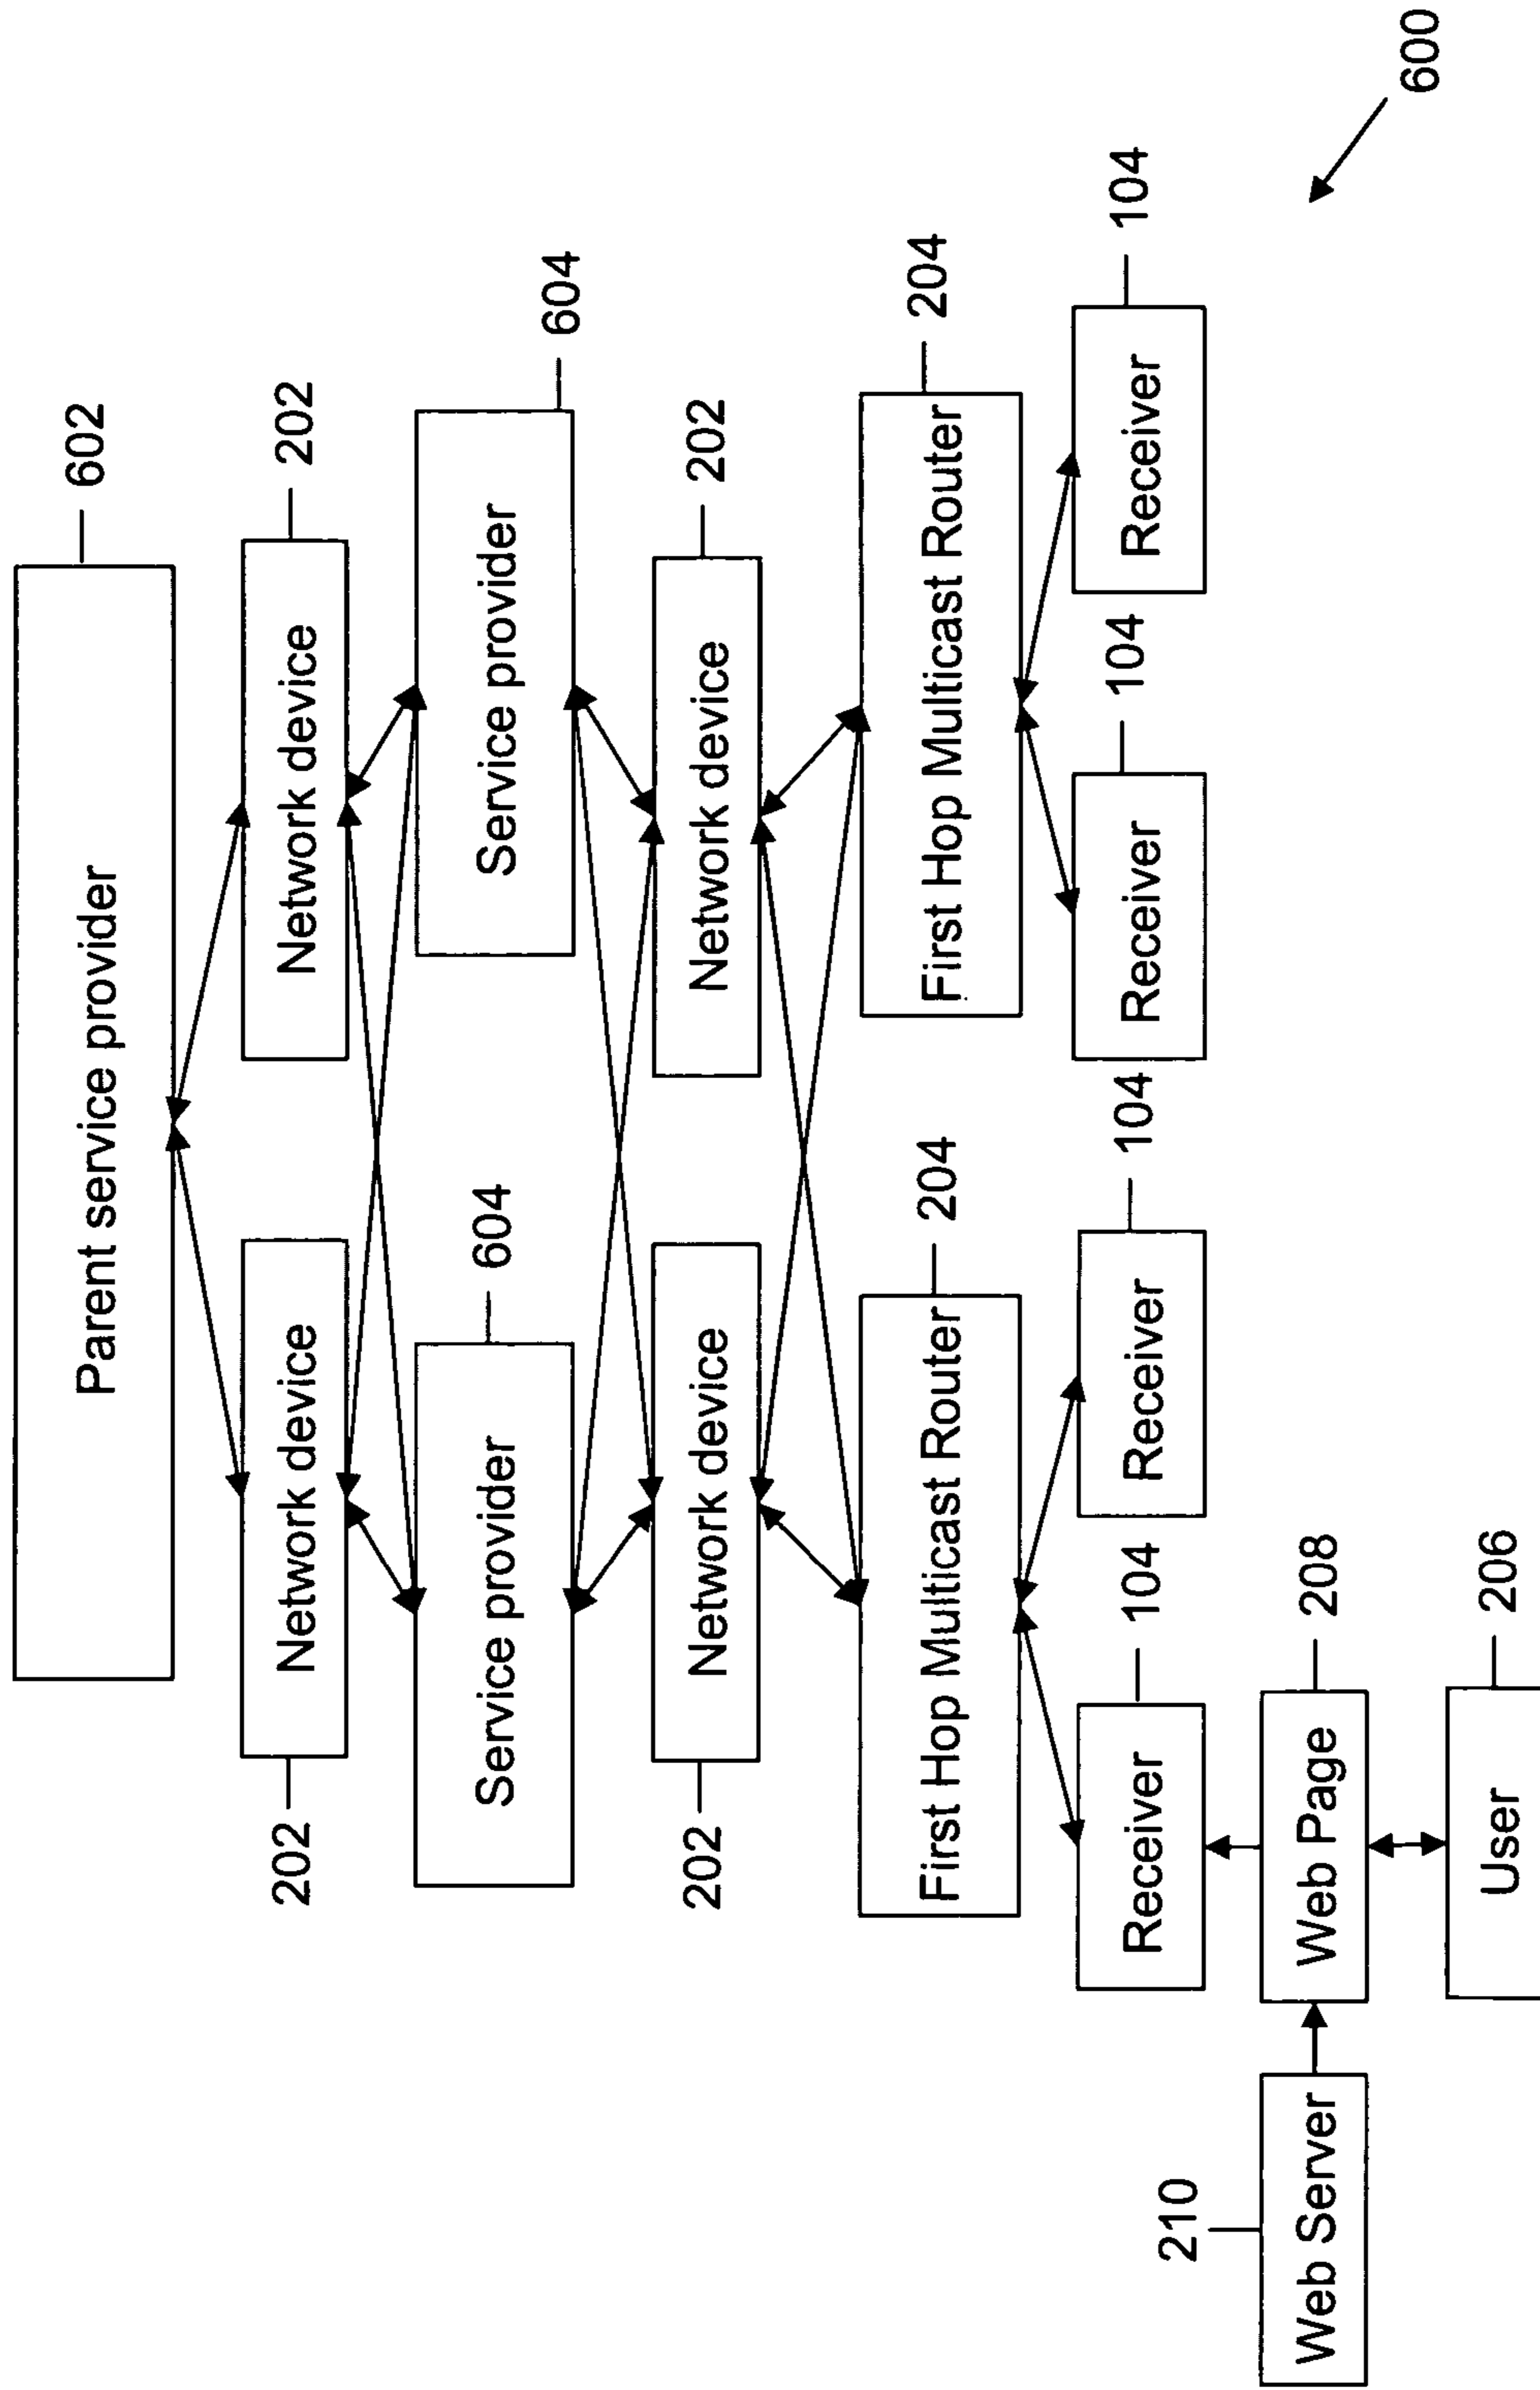 Parent service provider
602
202
Network device
Network device
202
Service provider
604
Service provider
604
202
Network device
Network device
202
First Hop Multicast Router
204
First Hop Multicast Router
204
Receiver
104
Receiver
104
Receiver
104
Receiver
104
210
Web Server
Web Page
208
User
206
600